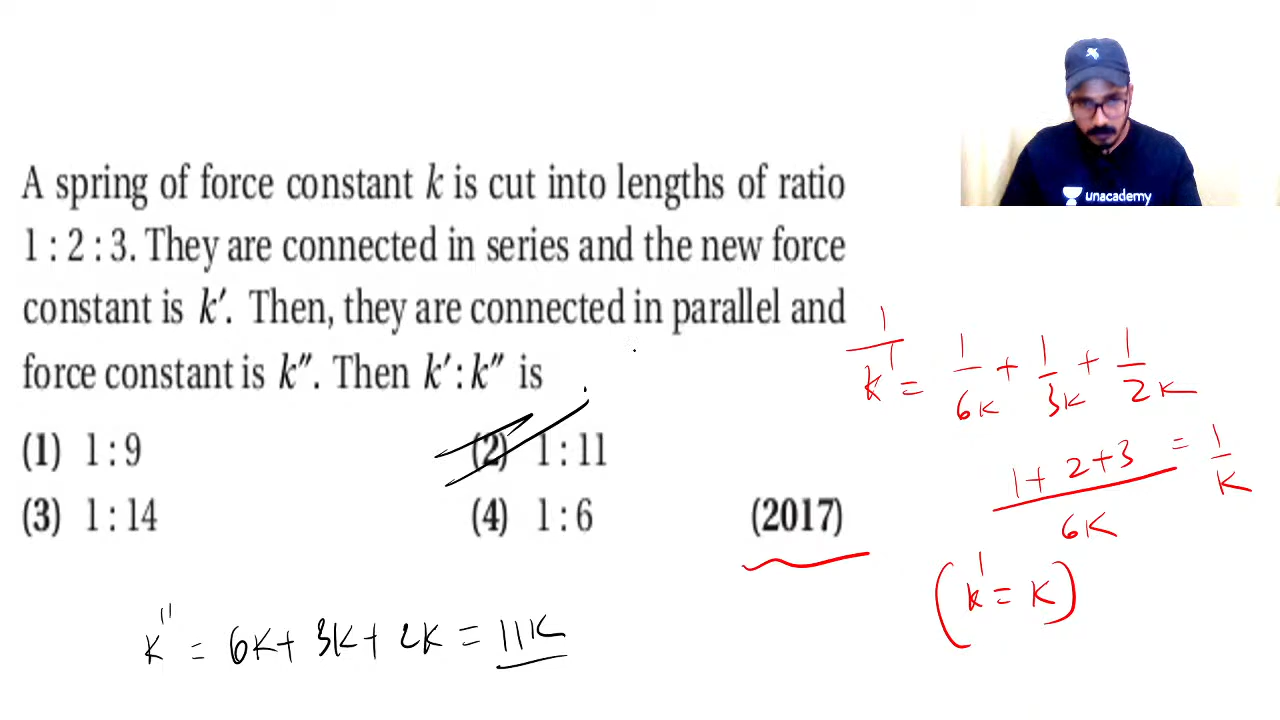 unacademy
A spring of force constant k is cut into lengths of ratio
1 : 2 : 3. They are connected in series and the new force
constant is k′. Then, they are connected in parallel and
force constant is k″. Then k′ : k″ is
(1) 1 : 9 (2) 1 : 11
(3) 1 : 14 (4) 1 : 6 (2017)
1/k' = 1/6K + 1/3K + 1/2K
1 + 2 + 3 / 6K = 1/K
(k' = K)
K'' = 6K + 3K + 2K = 11K